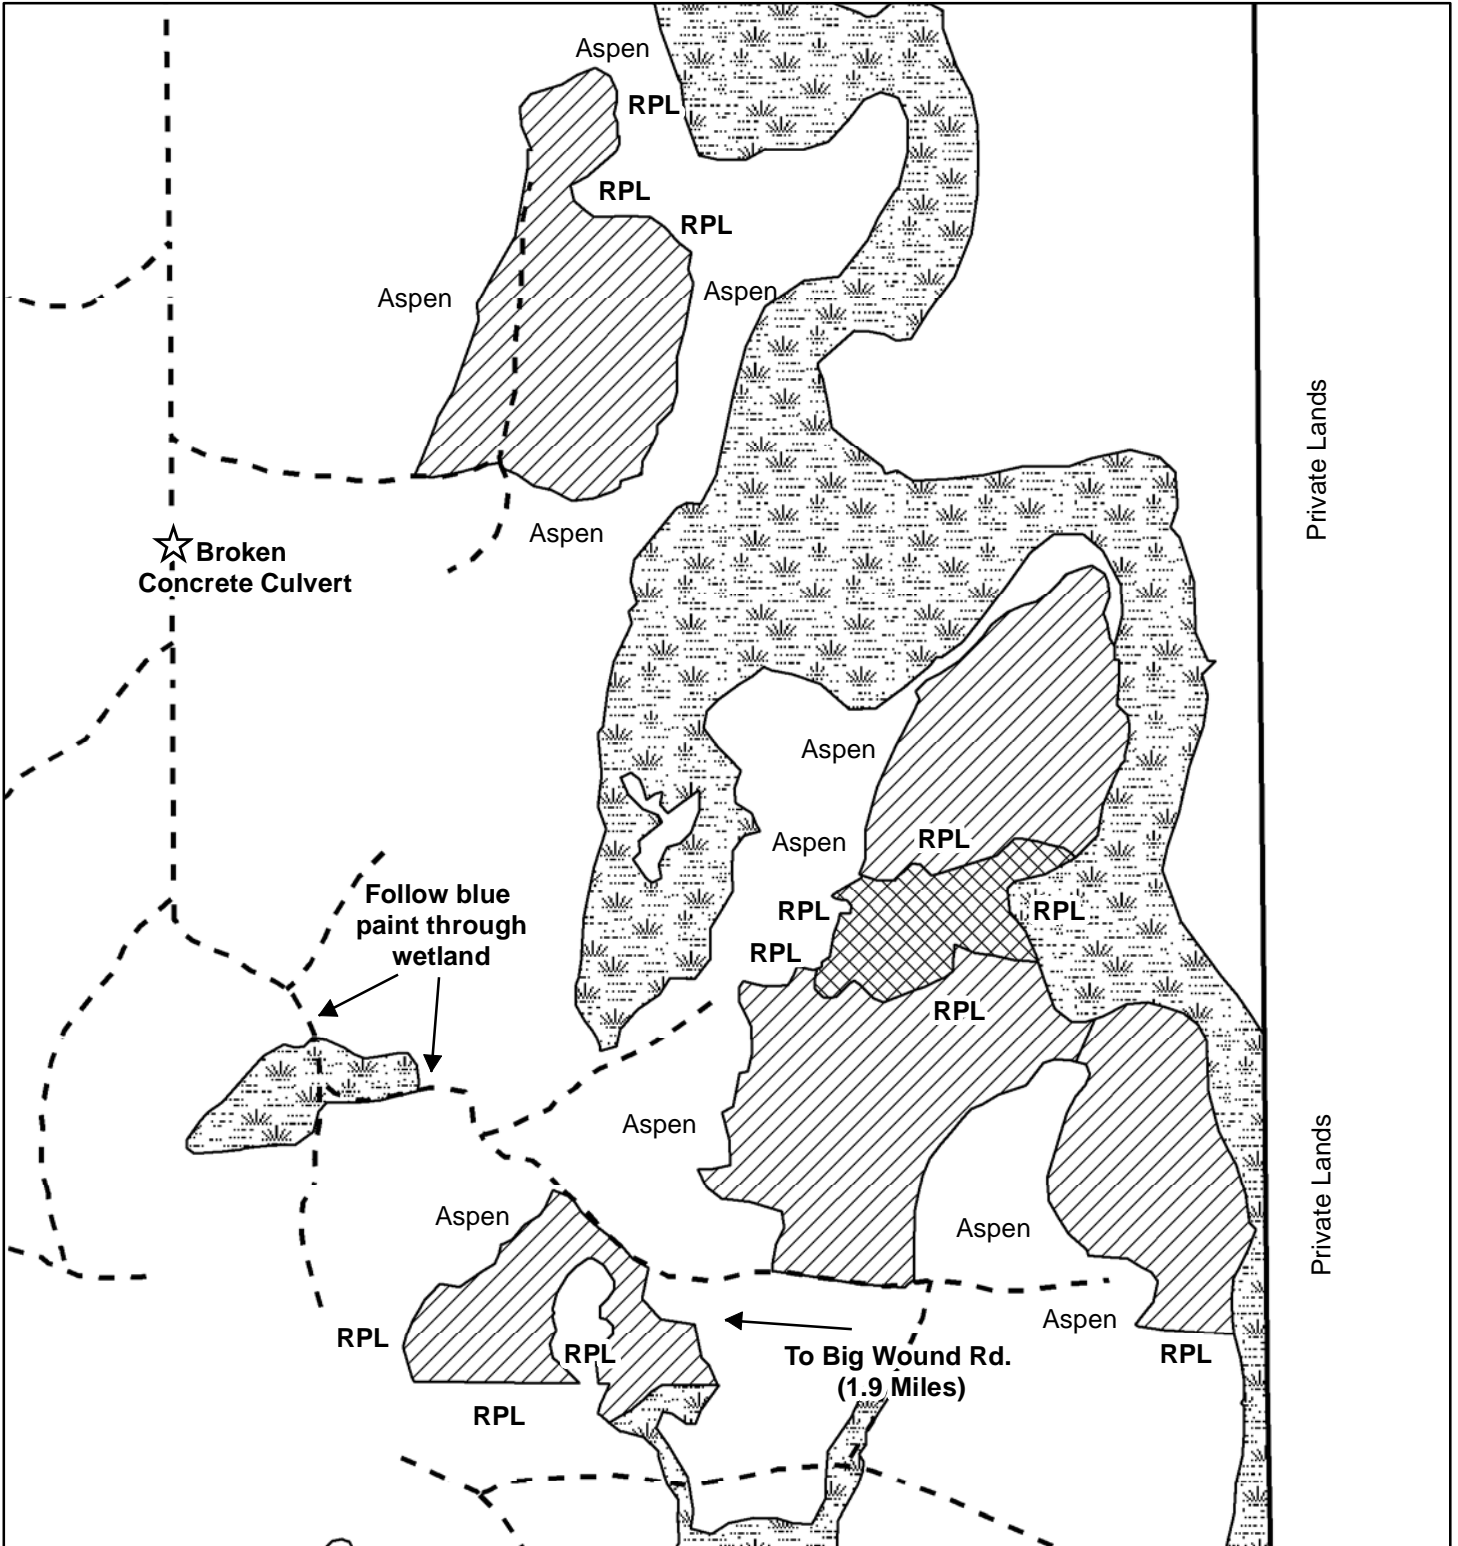 Aspen
RPL
RPL
RPL
Aspen
Aspen
Private Lands
Aspen
Broken
Concrete Culvert
Aspen
RPL
Aspen
Follow blue
paint through
wetland
RPL
RPL
RPL
RPL
Aspen
Private Lands
Aspen
Aspen
Aspen
RPL
RPL
To Big Wound Rd.
(1.9 Miles)
RPL
RPL